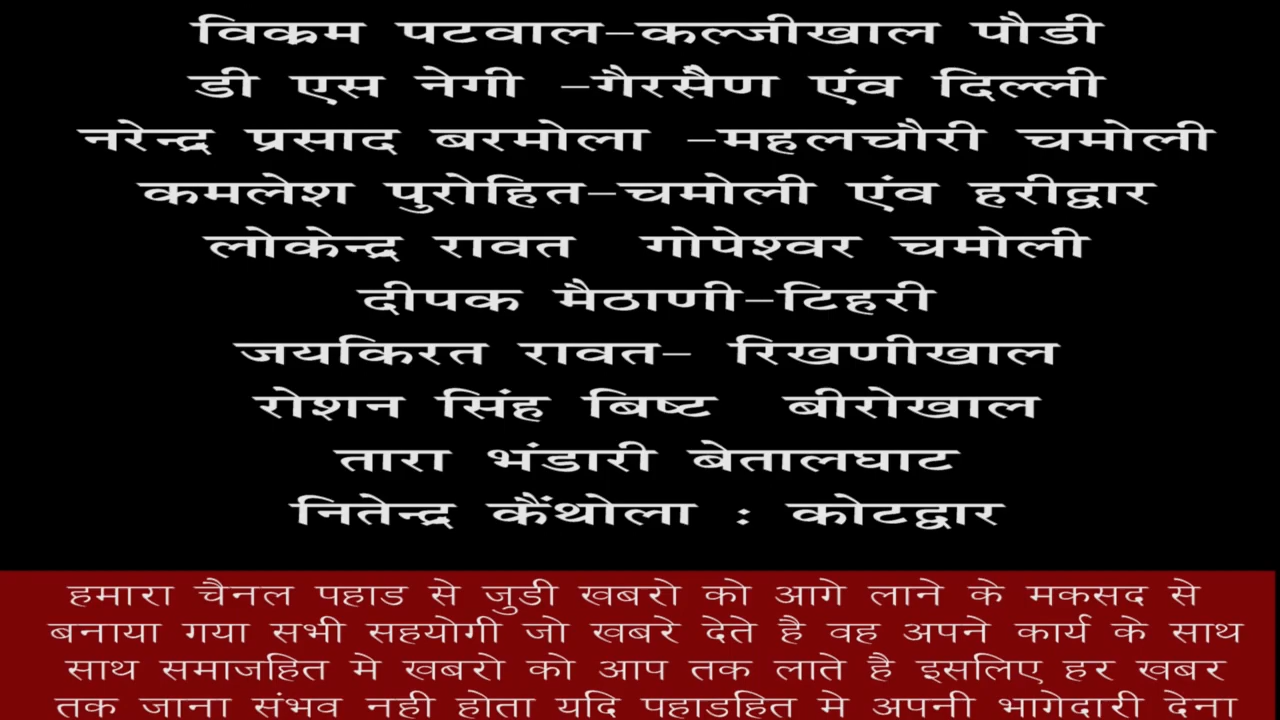 विकम पटवाल-कल्जीखाल पौडी
डी एस नेगी -गैरसैण एंव दिल्ली
नरेन्द्र प्रसाद बरमोला -महलचौरी चमोली
कमलेश पुरोहित-चमोली एंव हरीद्वार
लोकेन्द्र रावत गोपेश्वर चमोली
दीपक मैठाणी-टिहरी
जयकिरत रावत- रिखणीखाल
रोशन सिंह बिष्ट बीरोखाल
तारा भंडारी बेतालघाट
नितेन्द्र कैंथोला : कोटद्वार
हमारा चैनल पहाड से जुडी खबरो को आगे लाने के मकसद से
बनाया गया सभी सहयोगी जो खबरे देते है वह अपने कार्य के साथ
साथ समाजहित मे खबरो को आप तक लाते है इसलिए हर खबर
तक जाना संभव नही होता यदि पहाडहित मे अपनी भागेदारी देना